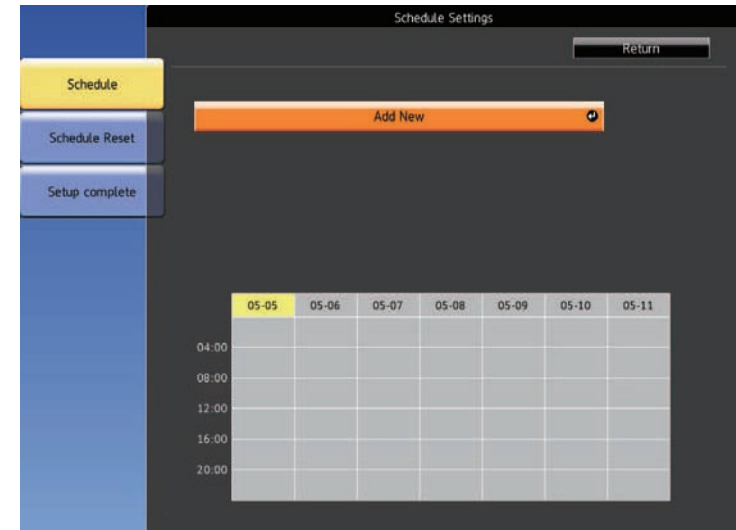 Schedule Settings
Return
Schedule
Add New
Schedule Reset
Setup complete
05-05 05-06 05-07 05-08 05-09 05-10 05-11
04:00
08:00
12:00
16:00
20:00